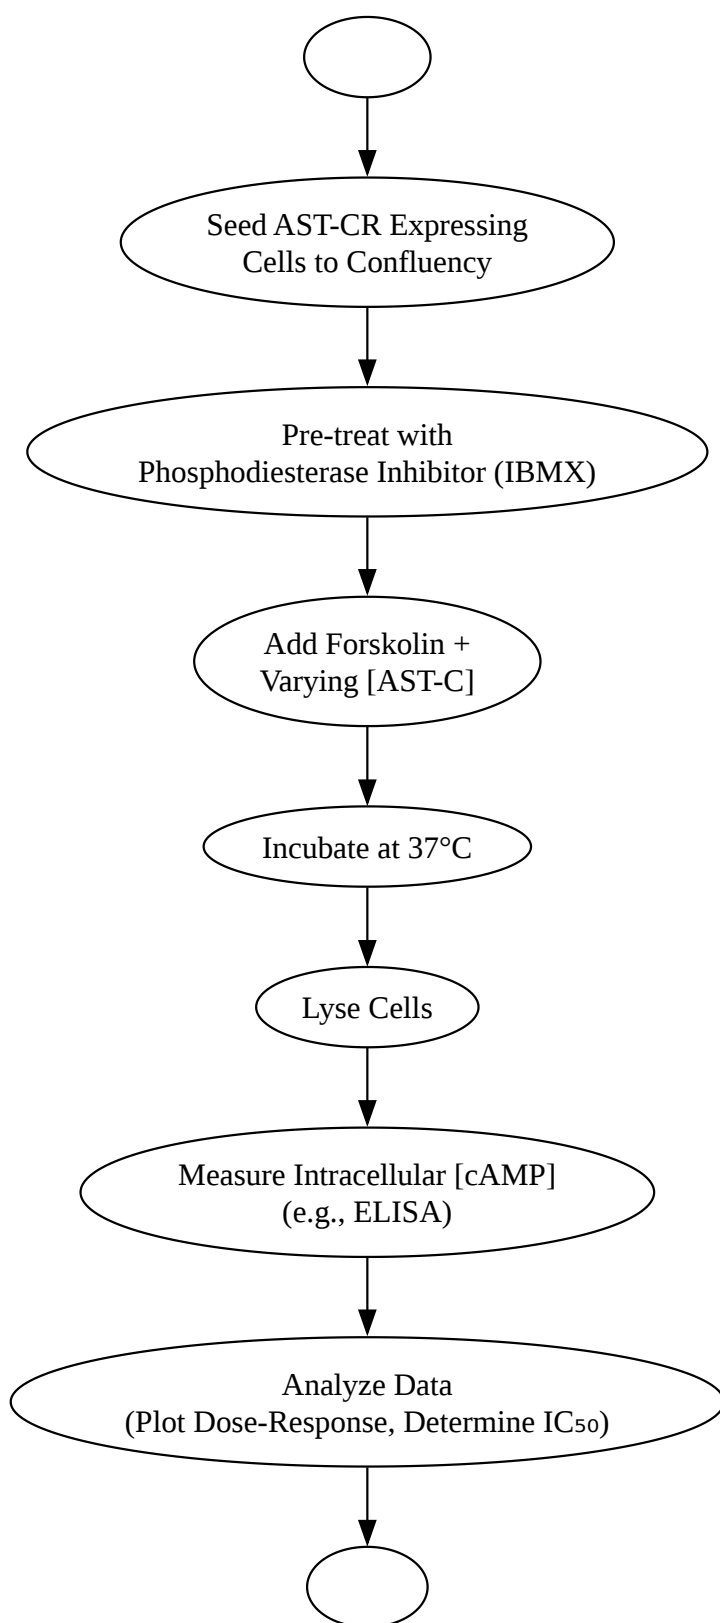 Seed AST-CR Expressing
Cells to Confluency
Pre-treat with
Phosphodiesterase Inhibitor (IBMX)
Add Forskolin +
Varying [AST-C]
Incubate at 37°C
Lyse Cells
Measure Intracellular [cAMP]
(e.g., ELISA)
Analyze Data
(Plot Dose-Response, Determine IC₅₀)